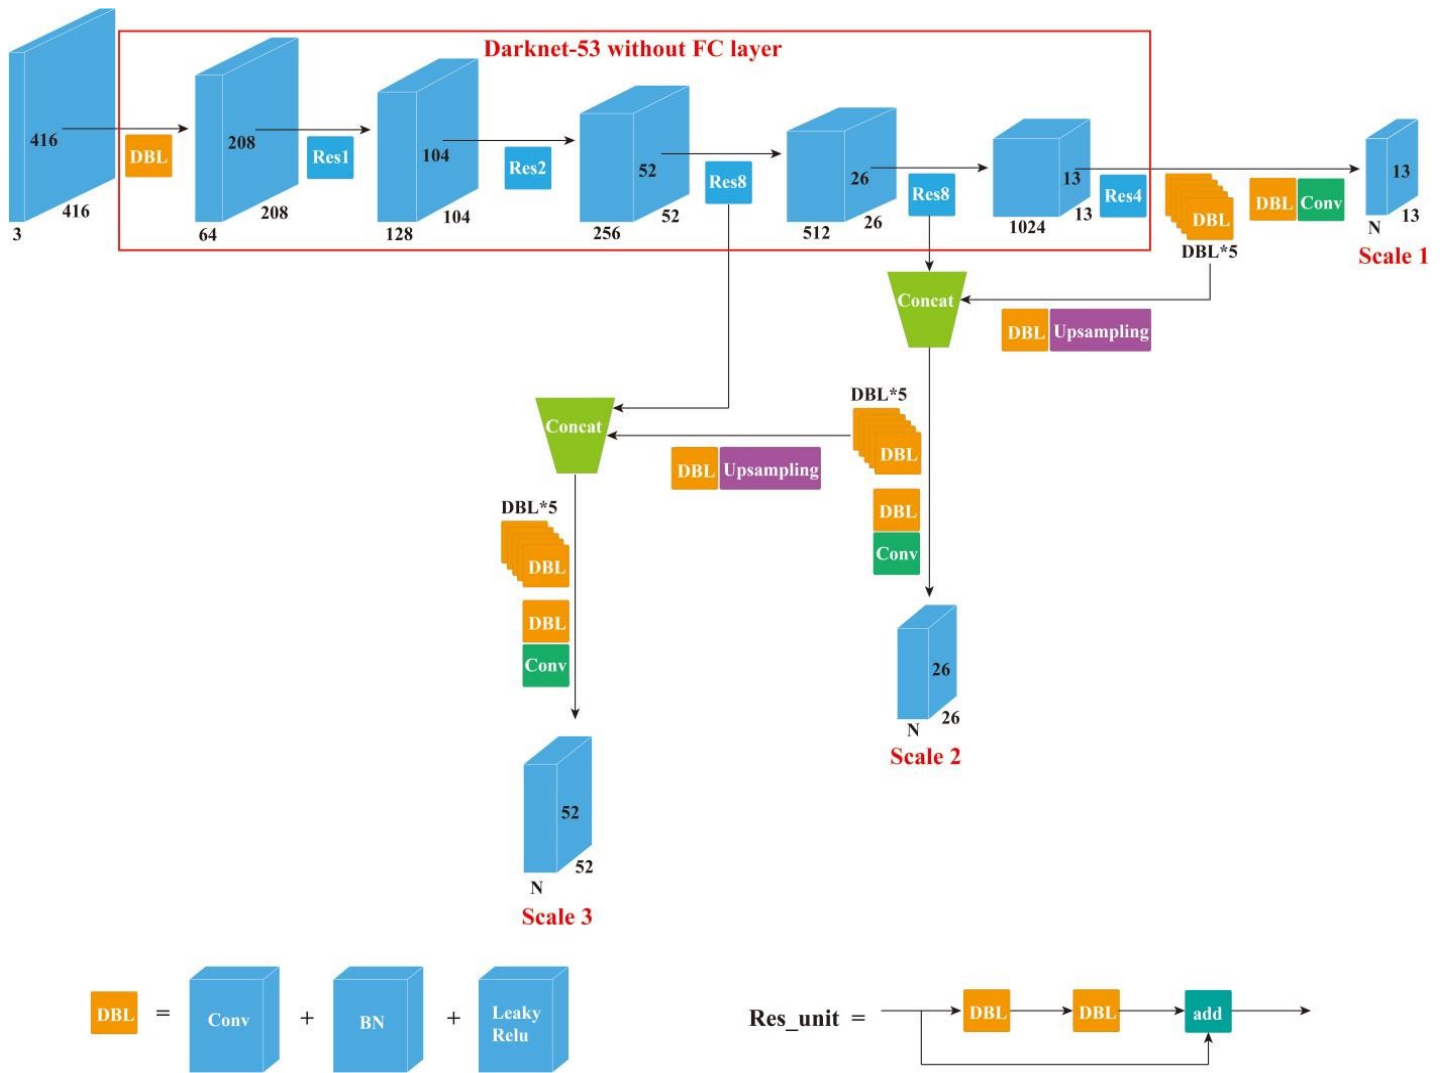 Darknet-53 without FC layer
416
416
3
DBL
208
208
64
Res1
104
104
128
Res2
52
52
256
Res8
26
26
512
Res8
13
13
1024
Res4
DBL
DBL*5
DBL
Conv
13
13
N
Scale 1
Concat
DBL
Upsampling
DBL*5
DBL
DBL
Conv
26
26
N
Scale 2
Concat
DBL
Upsampling
DBL*5
DBL
DBL
Conv
52
52
N
Scale 3
DBL = Conv + BN + Leaky
Relu
Res_unit = DBL DBL add